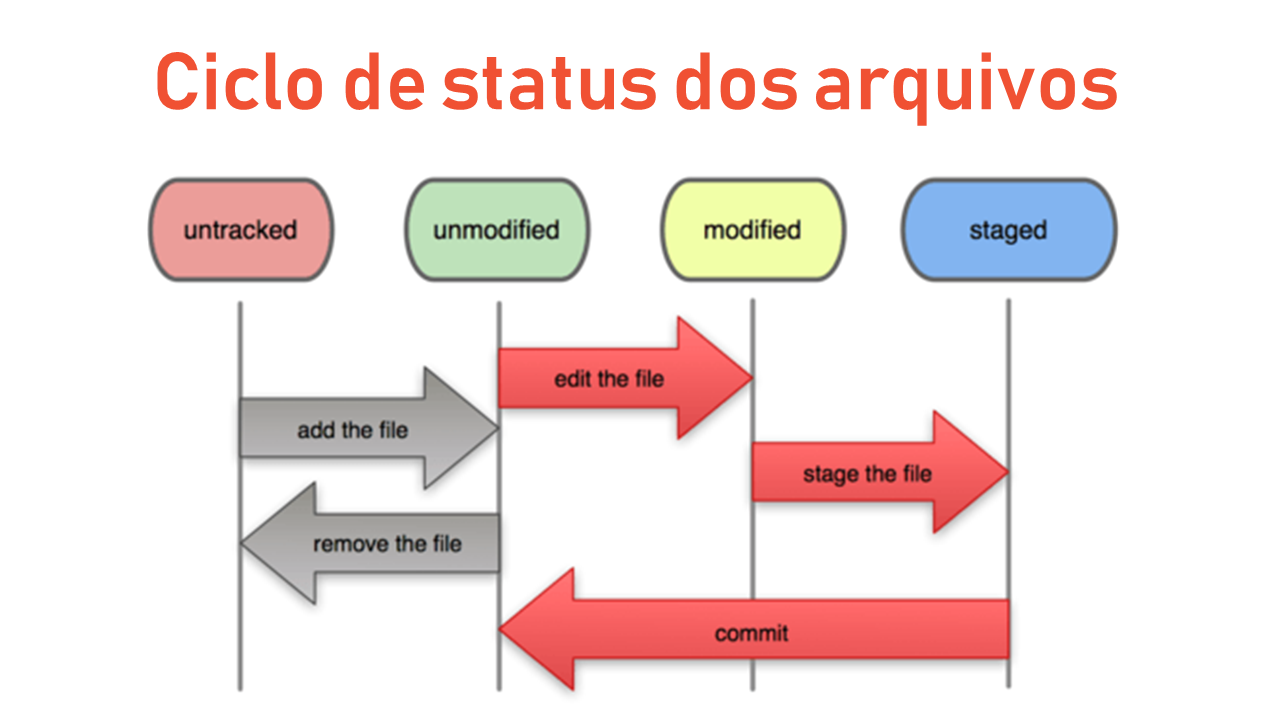 Ciclo de status dos arquivos
untracked
unmodified
modified
staged
edit the file
add the file
stage the file
remove the file
commit